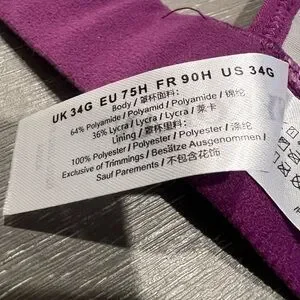 UK 34G EU 75H FR 90H US 34G
Body / 罩杯面料:
64% Polyamide / Polyamid / Polyamide / 锦纶
36% Lycra / Lycra / Lycra / 莱卡
Lining / 罩杯里料:
100% Polyester / Polyester / Polyester / 涤纶
Exclusive of Trimmings / Besätze Ausgenommen /
Sauf Parements / 不包含花饰